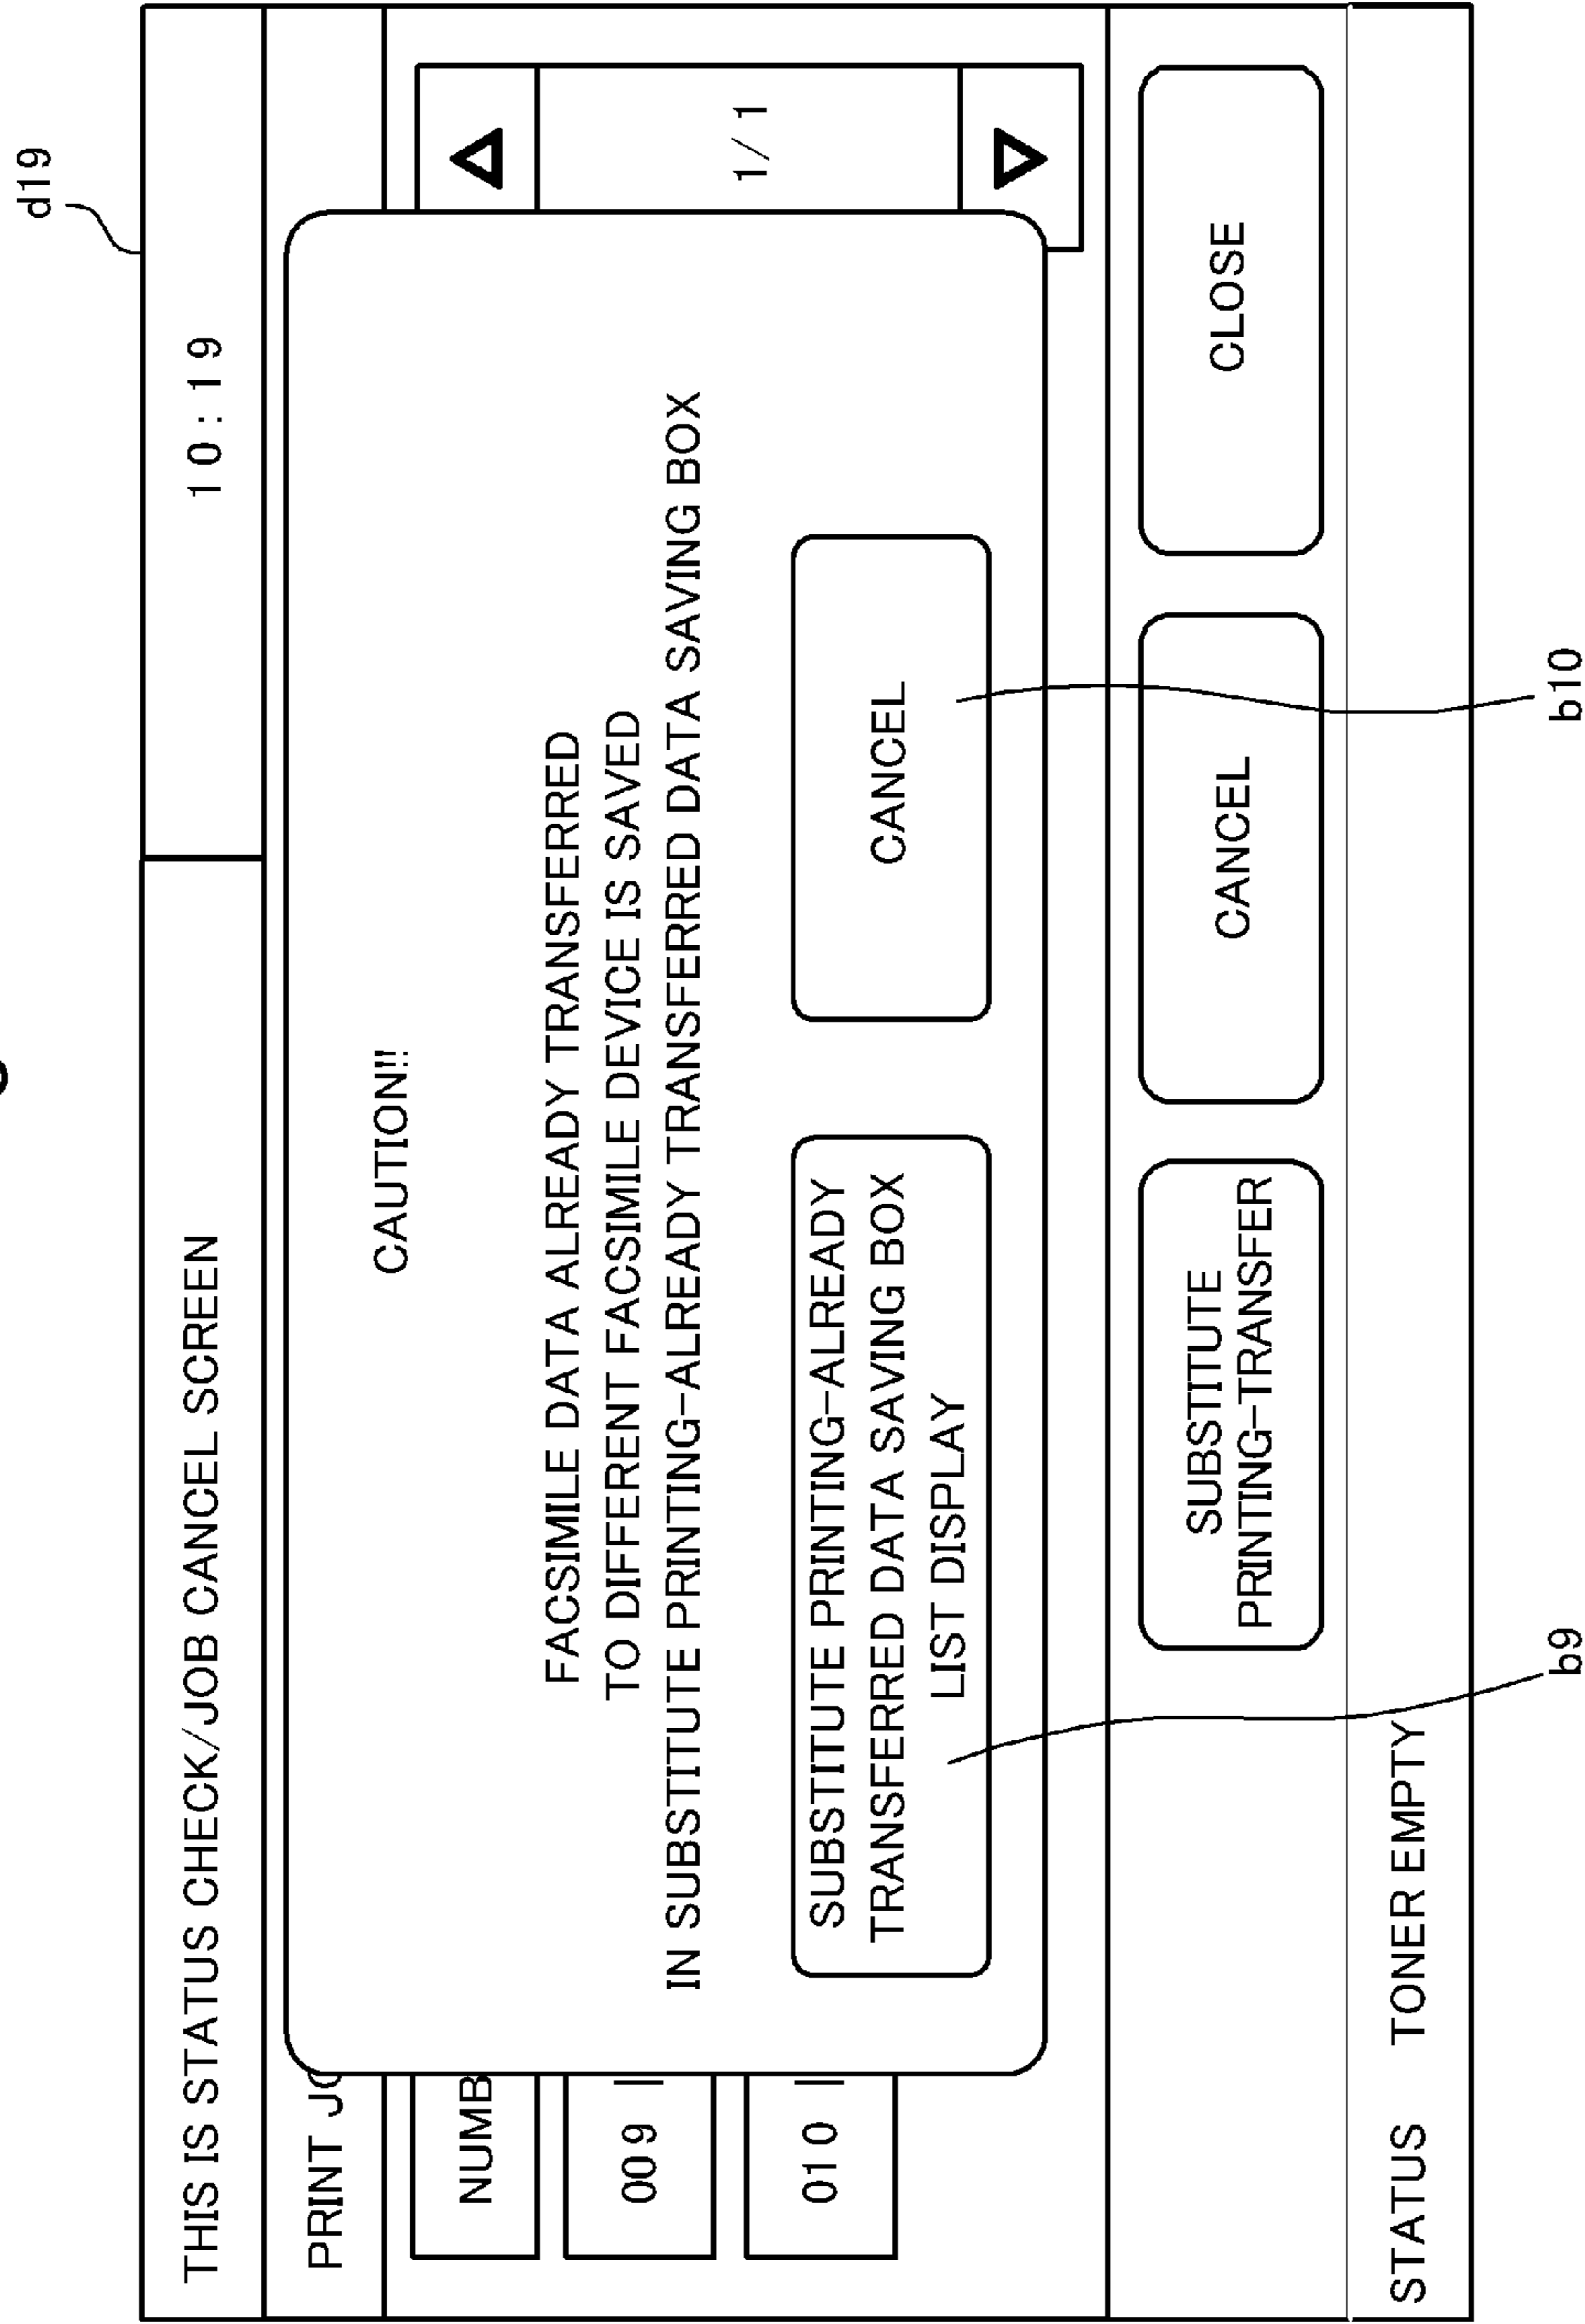 d19
THIS IS STATUS CHECK/JOB CANCEL SCREEN
10:19
PRINT JO
CAUTION!!
FACSIMILE DATA ALREADY TRANSFERRED
TO DIFFERENT FACSIMILE DEVICE IS SAVED
IN SUBSTITUTE PRINTING-ALREADY TRANSFERRED DATA SAVING BOX
NUMB
009
010
1/1
SUBSTITUTE PRINTING-ALREADY
TRANSFERRED DATA SAVING BOX
LIST DISPLAY
CANCEL
SUBSTITUTE
PRINTING-TRANSFER
CANCEL
CLOSE
STATUS TONER EMPTY
b9
b10